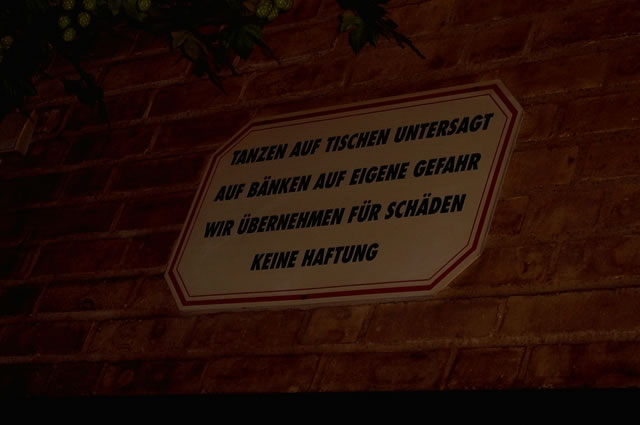 TANZEN AUF TISCHEN UNTERSAGT
AUF BÄNKEN AUF EIGENE GEFAHR
WIR ÜBERNEHMEN FÜR SCHÄDEN
KEINE HAFTUNG